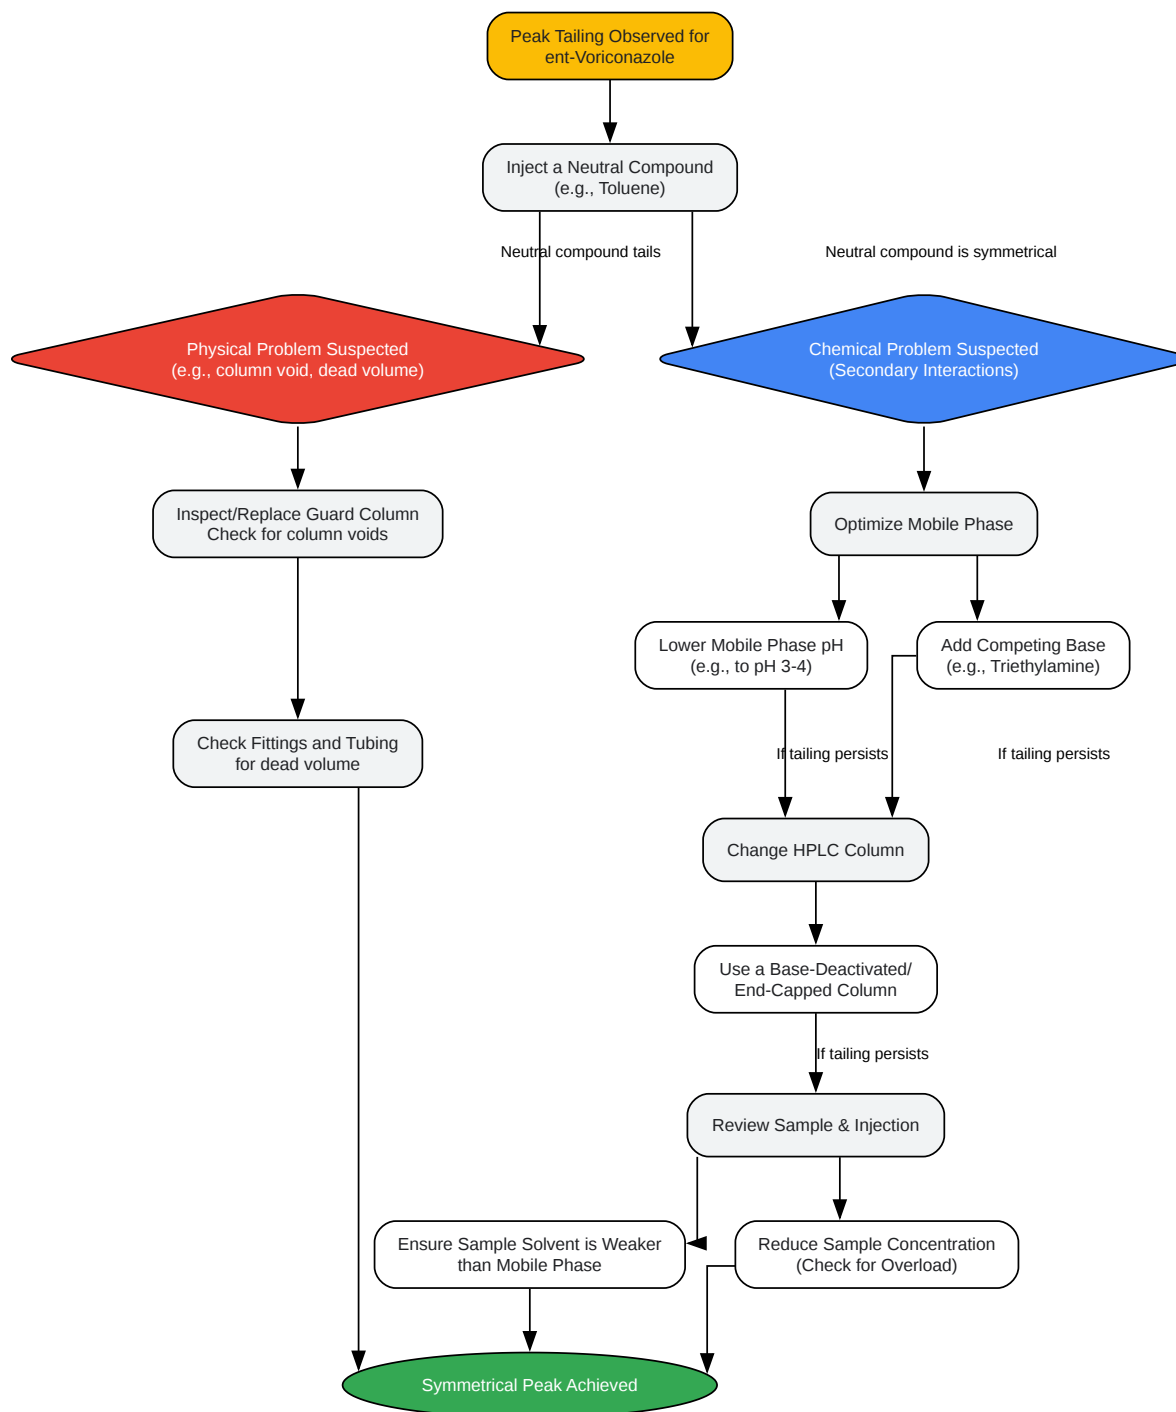 Peak Tailing Observed for
ent-Voriconazole
Inject a Neutral Compound
(e.g., Toluene)
Neutral compound tails
Neutral compound is symmetrical
Physical Problem Suspected
(e.g., column void, dead volume)
Chemical Problem Suspected
(Secondary Interactions)
Inspect/Replace Guard Column
Check for column voids
Optimize Mobile Phase
Lower Mobile Phase pH
(e.g., to pH 3-4)
Add Competing Base
(e.g., Triethylamine)
Check Fittings and Tubing
for dead volume
If tailing persists
If tailing persists
Change HPLC Column
Use a Base-Deactivated/
End-Capped Column
If tailing persists
Review Sample & Injection
Ensure Sample Solvent is Weaker
than Mobile Phase
Reduce Sample Concentration
(Check for Overload)
Symmetrical Peak Achieved